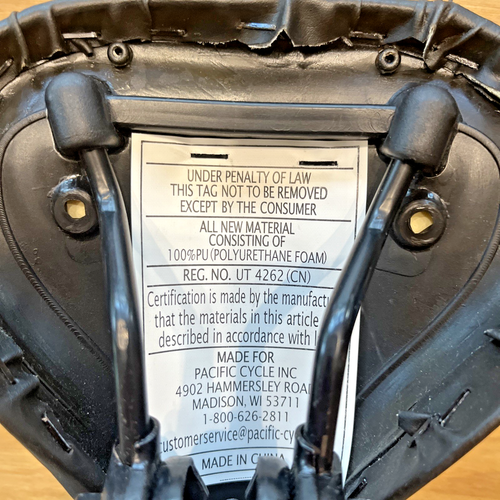 UNDER PENALTY OF LAW
THIS TAG NOT TO BE REMOVED
EXCEPT BY THE CONSUMER
ALL NEW MATERIAL
CONSISTING OF
100%PU(POLYURETHANE FOAM)
REG. NO. UT 4262 (CN)
Certification is made by the
that the materials in this article
described in accordance with
MADE FOR
PACIFIC CYCLE INC
4902 HAMMERSLEY ROAD
MADISON, WI 53711
1-800-626-2811
MADE IN CHINA